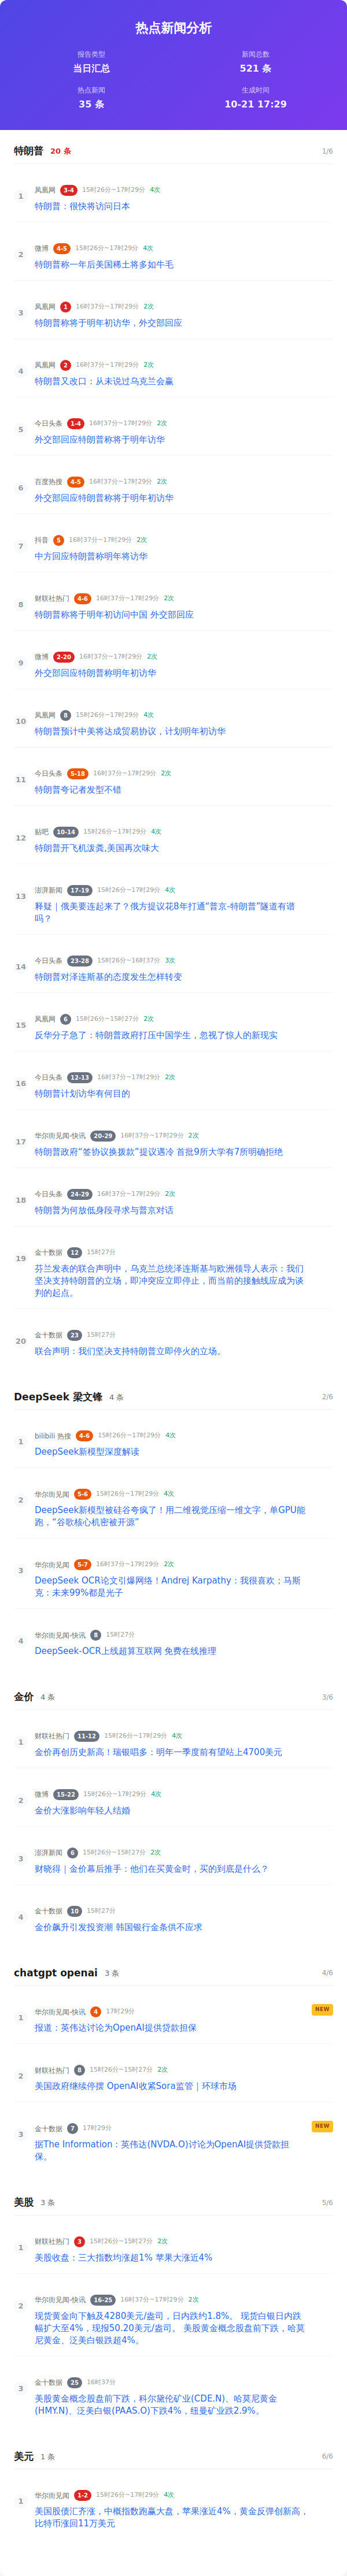 热点新闻分析
报告类型
新闻总数
当日汇总
521 条
热点新闻
生成时间
35 条
10-21 17:29
特朗普 20 条 1/6
1 凤凰网 3-4 15时26分~17时29分 4次
特朗普：很快将访问日本
2 微博 4-5 15时26分~17时29分 4次
特朗普称一年后美国稀土将多如牛毛
3 凤凰网 1 16时37分~17时29分 2次
特朗普称将于明年初访华，外交部回应
4 凤凰网 2 16时37分~17时29分 2次
特朗普又改口：从未说过乌克兰会赢
5 今日头条 1-4 16时37分~17时29分 2次
外交部回应特朗普称将于明年访华
6 百度热搜 4-5 16时37分~17时29分 2次
外交部回应特朗普称将于明年初访华
7 抖音 5 16时37分~17时29分 2次
中方回应特朗普称明年将访华
8 财联社热门 4-6 16时37分~17时29分 2次
特朗普称将于明年初访问中国 外交部回应
9 微博 2-20 16时37分~17时29分 2次
外交部回应特朗普称明年初访华
10 凤凰网 8 15时26分~17时29分 4次
特朗普预计中美将达成贸易协议，计划明年初访华
11 今日头条 5-18 16时37分~17时29分 2次
特朗普夸记者发型不错
12 贴吧 10-14 15时26分~17时29分 4次
特朗普开飞机泼粪,美国再次味大
13 澎湃新闻 17-19 15时26分~17时29分 4次
释疑｜俄美要连起来了？俄方提议花8年打通“普京-特朗普”隧道有谱
吗？
14 今日头条 23-28 15时26分~16时37分 3次
特朗普对泽连斯基的态度发生怎样转变
15 凤凰网 6 15时26分~15时27分 2次
反华分子急了：特朗普政府打压中国学生，忽视了惊人的新现实
16 今日头条 12-13 16时37分~17时29分 2次
特朗普计划访华有何目的
17 华尔街见闻-快讯 20-29 16时37分~17时29分 2次
特朗普政府“签协议换拨款”提议遇冷 首批9所大学有7所明确拒绝
18 今日头条 24-29 16时37分~17时29分 2次
特朗普为何放低身段寻求与普京对话
19 金十数据 12 15时27分
芬兰发表的联合声明中，乌克兰总统泽连斯基与欧洲领导人表示：我们
坚决支持特朗普的立场，即冲突应立即停止，而当前的接触线应成为谈
判的起点。
20 金十数据 23 15时27分
联合声明：我们坚决支持特朗普立即停火的立场。
DeepSeek 梁文锋 4 条 2/6
1 bilibili 热搜 4-6 15时26分~17时29分 4次
DeepSeek新模型深度解读
2 华尔街见闻 5-6 15时26分~17时29分 4次
DeepSeek新模型被硅谷夸疯了！用二维视觉压缩一维文字，单GPU能
跑，“谷歌核心机密被开源”
3 华尔街见闻 5-7 16时37分~17时29分 2次
DeepSeek OCR论文引爆网络！Andrej Karpathy：我很喜欢；马斯
克：未来99%都是光子
4 华尔街见闻-快讯 8 15时27分
DeepSeek-OCR上线超算互联网 免费在线推理
金价 4 条 3/6
1 财联社热门 11-12 15时26分~17时29分 4次
金价再创历史新高！瑞银唱多：明年一季度前有望站上4700美元
2 微博 15-22 15时26分~17时29分 4次
金价大涨影响年轻人结婚
3 澎湃新闻 6 15时26分~15时27分 2次
财晓得｜金价幕后推手：他们在买黄金时，买的到底是什么？
4 金十数据 10 15时27分
金价飙升引发投资潮 韩国银行金条供不应求
chatgpt openai 3 条 4/6
1 华尔街见闻-快讯 4 17时29分 NEW
报道：英伟达讨论为OpenAI提供贷款担保
2 财联社热门 8 15时26分~15时27分 2次
美国政府继续停摆 OpenAI收紧Sora监管｜环球市场
3 金十数据 7 17时29分 NEW
据The Information：英伟达(NVDA.O)讨论为OpenAI提供贷款担
保。
美股 3 条 5/6
1 财联社热门 3 15时26分~15时27分 2次
美股收盘：三大指数均涨超1% 苹果大涨近4%
2 华尔街见闻-快讯 16-25 16时37分~17时29分 2次
现货黄金向下触及4280美元/盎司，日内跌约1.8%。 现货白银日内跌
幅扩大至4%，现报50.20美元/盎司。 美股黄金概念股盘前下跌，哈莫
尼黄金、泛美白银跌超4%。
3 金十数据 25 16时37分
美股黄金概念股盘前下跌，科尔黛伦矿业(CDE.N)、哈莫尼黄金
(HMY.N)、泛美白银(PAAS.O)下跌4%，纽曼矿业跌2.9%。
美元 1 条 6/6
1 华尔街见闻 1-2 15时26分~17时29分 4次
美国股债汇齐涨，中概指数跑赢大盘，苹果涨近4%，黄金反弹创新高，
比特币涨回11万美元